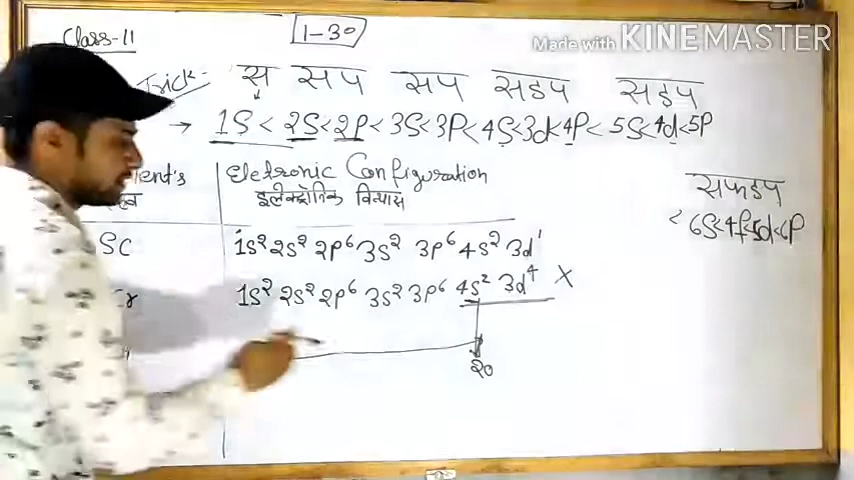 Class-11
1-30
Made with KINEMASTER
Trick:- स सप सप सडप सडप
→ 1S < 2S < 2P < 3S < 3P < 4S < 3d < 4P < 5S < 4d < 5P
सफडप
< 6S < 4f < 5d < 6P
Eletronic Configuration
इलैक्ट्रोनिक विन्यास
SC 1s² 2s² 2p⁶ 3s² 3p⁶ 4s² 3d¹
1s² 2s² 2p⁶ 3s² 3p⁶ 4s² 3d⁴ X
२०